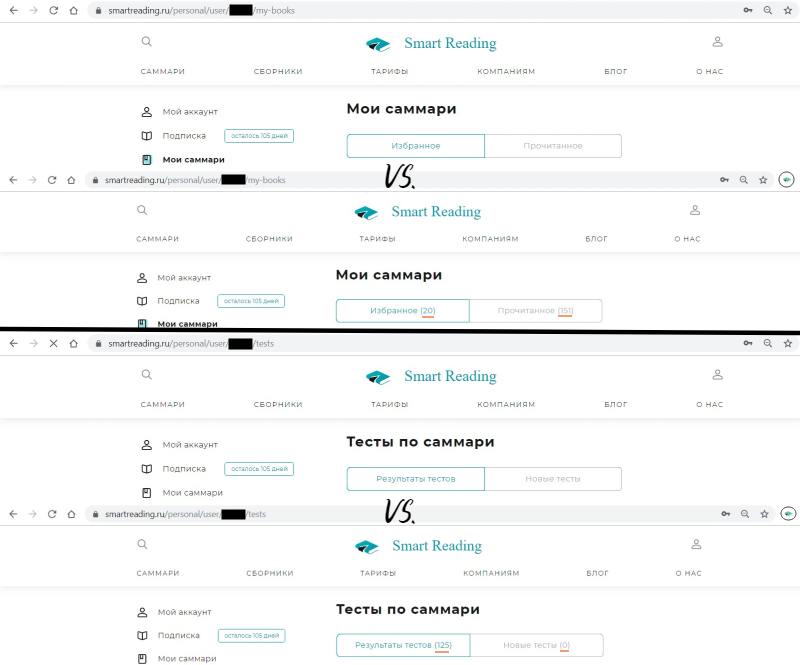 smartreading.ru/personal/user/ /my-books
Smart Reading
САММАРИ СБОРНИКИ ТАРИФЫ КОМПАНИЯМ БЛОГ О НАС
Мой аккаунт
Мои саммари
Подписка осталось 105 дней
Избранное Прочитанное
Мои саммари
VS.
smartreading.ru/personal/user/ /my-books
Smart Reading
САММАРИ СБОРНИКИ ТАРИФЫ КОМПАНИЯМ БЛОГ О НАС
Мой аккаунт
Мои саммари
Подписка осталось 105 дней
Избранное (20) Прочитанное (151)
Мои саммари
smartreading.ru/personal/user/ /tests
Smart Reading
САММАРИ СБОРНИКИ ТАРИФЫ КОМПАНИЯМ БЛОГ О НАС
Мой аккаунт
Тесты по саммари
Подписка осталось 105 дней
Результаты тестов Новые тесты
Мои саммари
VS.
smartreading.ru/personal/user/ /tests
Smart Reading
САММАРИ СБОРНИКИ ТАРИФЫ КОМПАНИЯМ БЛОГ О НАС
Мой аккаунт
Тесты по саммари
Подписка осталось 105 дней
Результаты тестов (125) Новые тесты (0)
Мои саммари